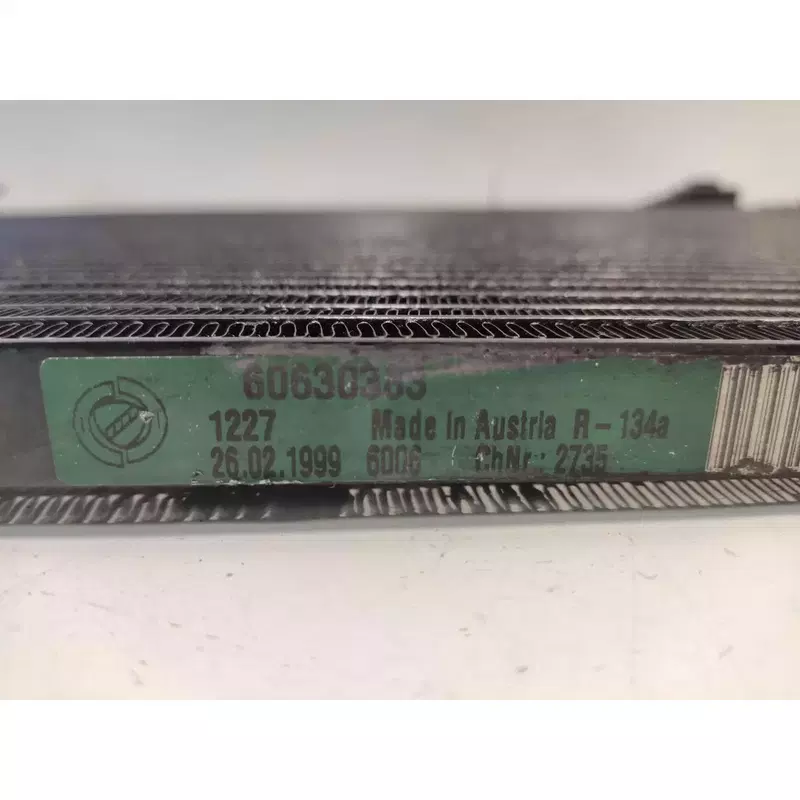 60630363
1227 Made in Austria R-134a
26.02.1999 6006 ChNr.: 2735